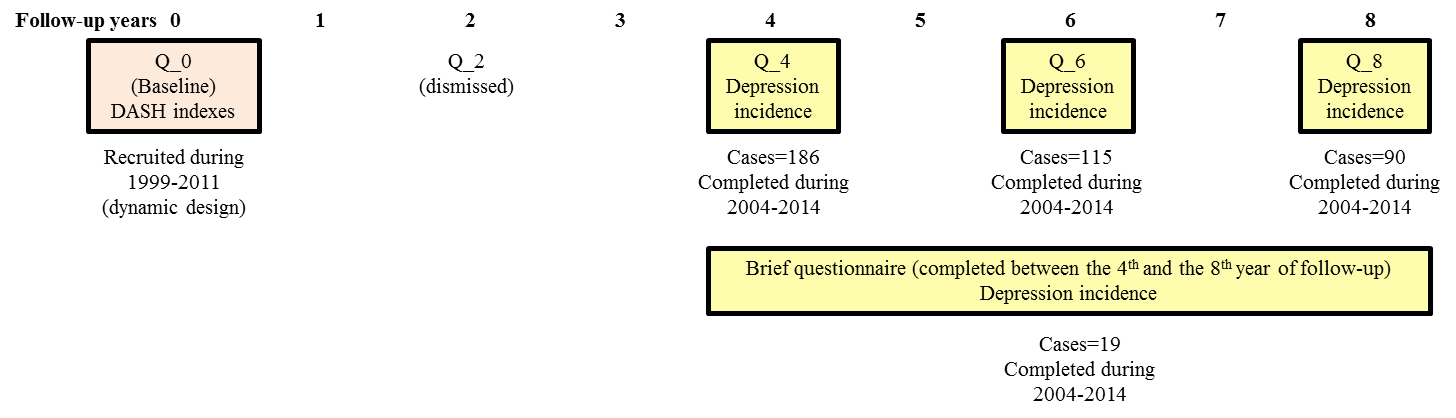 Follow-up years 0 1 2 3 4 5 6 7 8
Q_0
(Baseline)
DASH indexes
Recruited during
1999-2011
(dynamic design)
Q_2
(dismissed)
Q_4
Depression
incidence
Cases=186
Completed during
2004-2014
Q_6
Depression
incidence
Cases=115
Completed during
2004-2014
Q_8
Depression
incidence
Cases=90
Completed during
2004-2014
Brief questionnaire (completed between the 4th and the 8th year of follow-up)
Depression incidence
Cases=19
Completed during
2004-2014